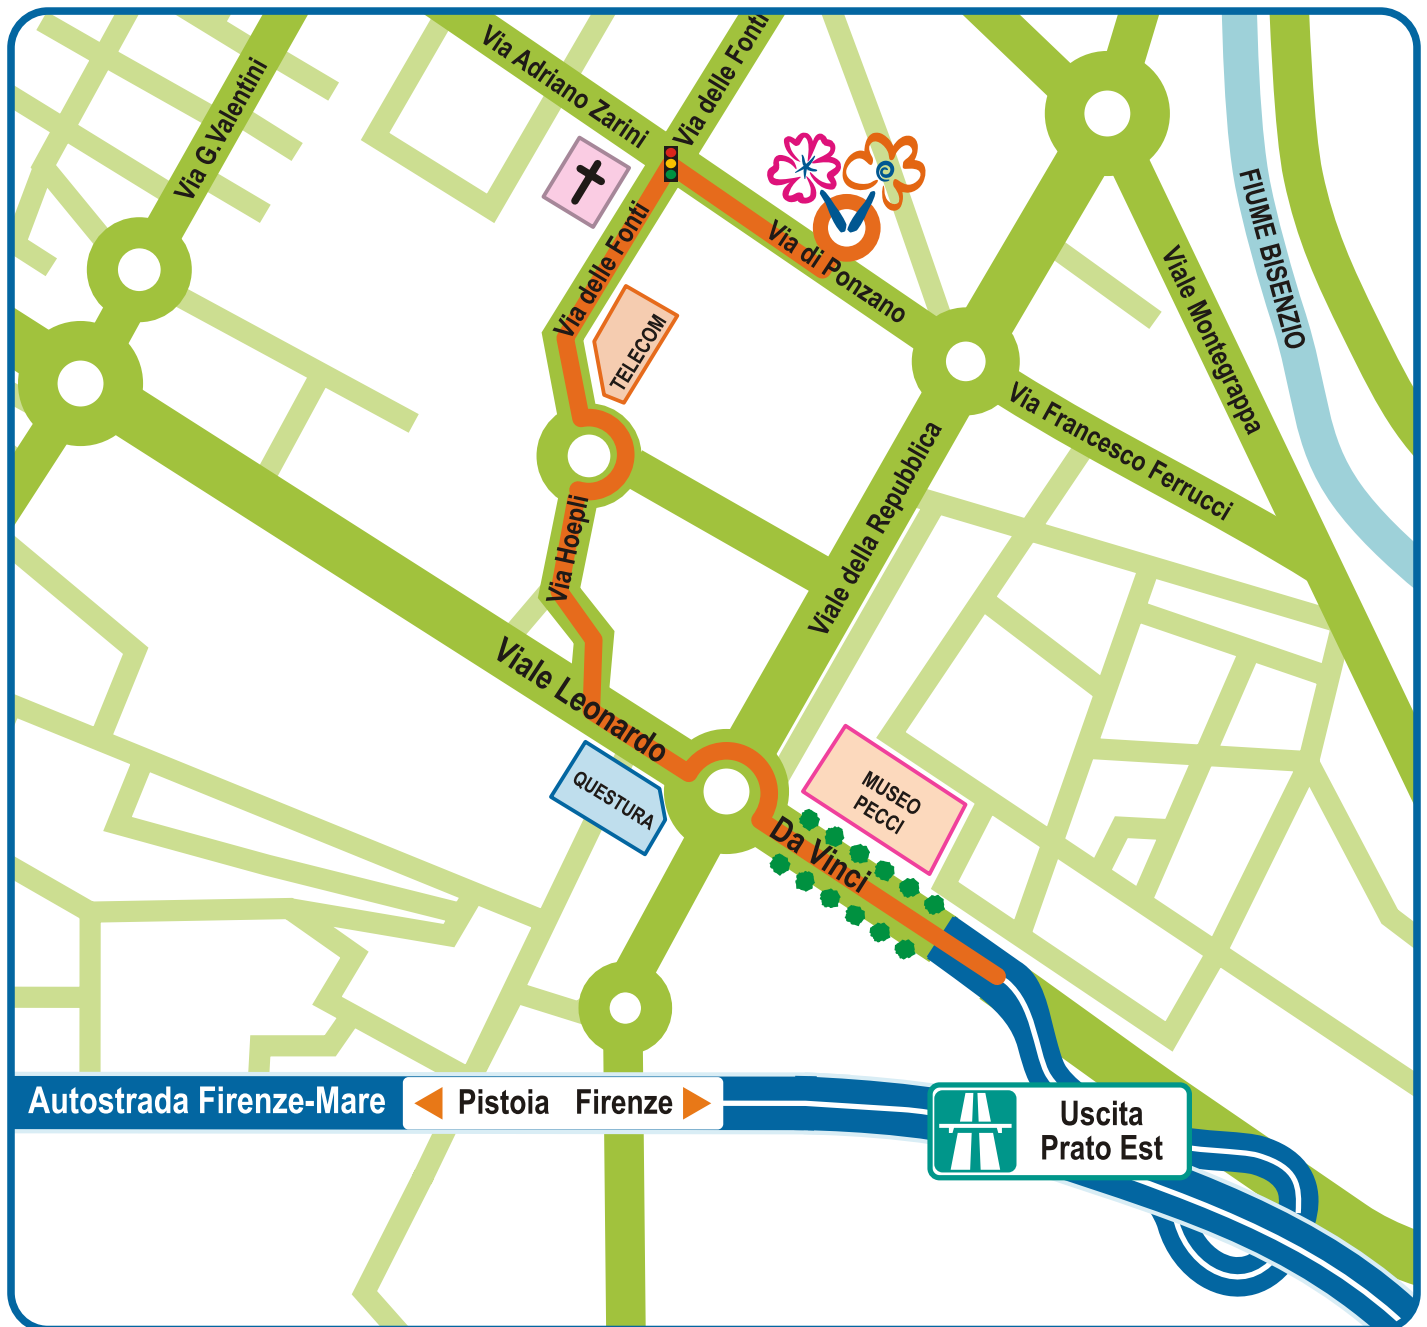 Via Adriano Zarini
Via delle Fonti
Via G.Valentini
FIUME BISENZIO
Via delle Fonti
Via di Ponzano
Viale Montegrappa
TELECOM
Via Francesco Ferrucci
Viale della Repubblica
Via Hoepli
Viale Leonardo
Da Vinci
QUESTURA
MUSEO
PECCI
Autostrada Firenze-Mare
Pistoia
Firenze
Uscita
Prato Est